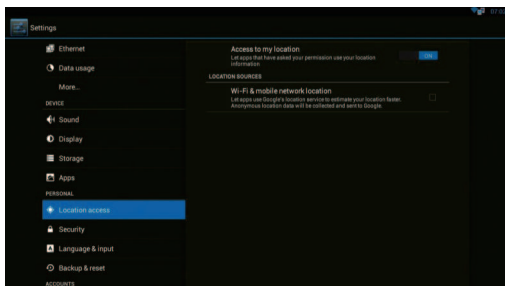 Settings
Ethernet
Data usage
More...
DEVICE
Sound
Display
Storage
Apps
PERSONAL
Location access
Security
Language & input
Backup & reset
ACCOUNTS
Access to my location
Let apps that have asked your permission use your location
information
ON
LOCATION SOURCES
Wi-Fi & mobile network location
Let apps use Google's location service to estimate your location faster.
Anonymous location data will be collected and sent to Google.